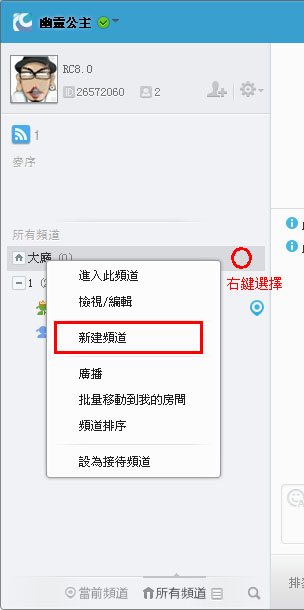 幽靈公主
RC8.0
ID 26572060 2
1
麥序
所有頻道
大廳 (0)
進入此頻道
右鍵選擇
1
檢視/編輯
新建頻道
廣播
批量移動到我的房間
頻道排序
設為接待頻道
當前頻道 所有頻道